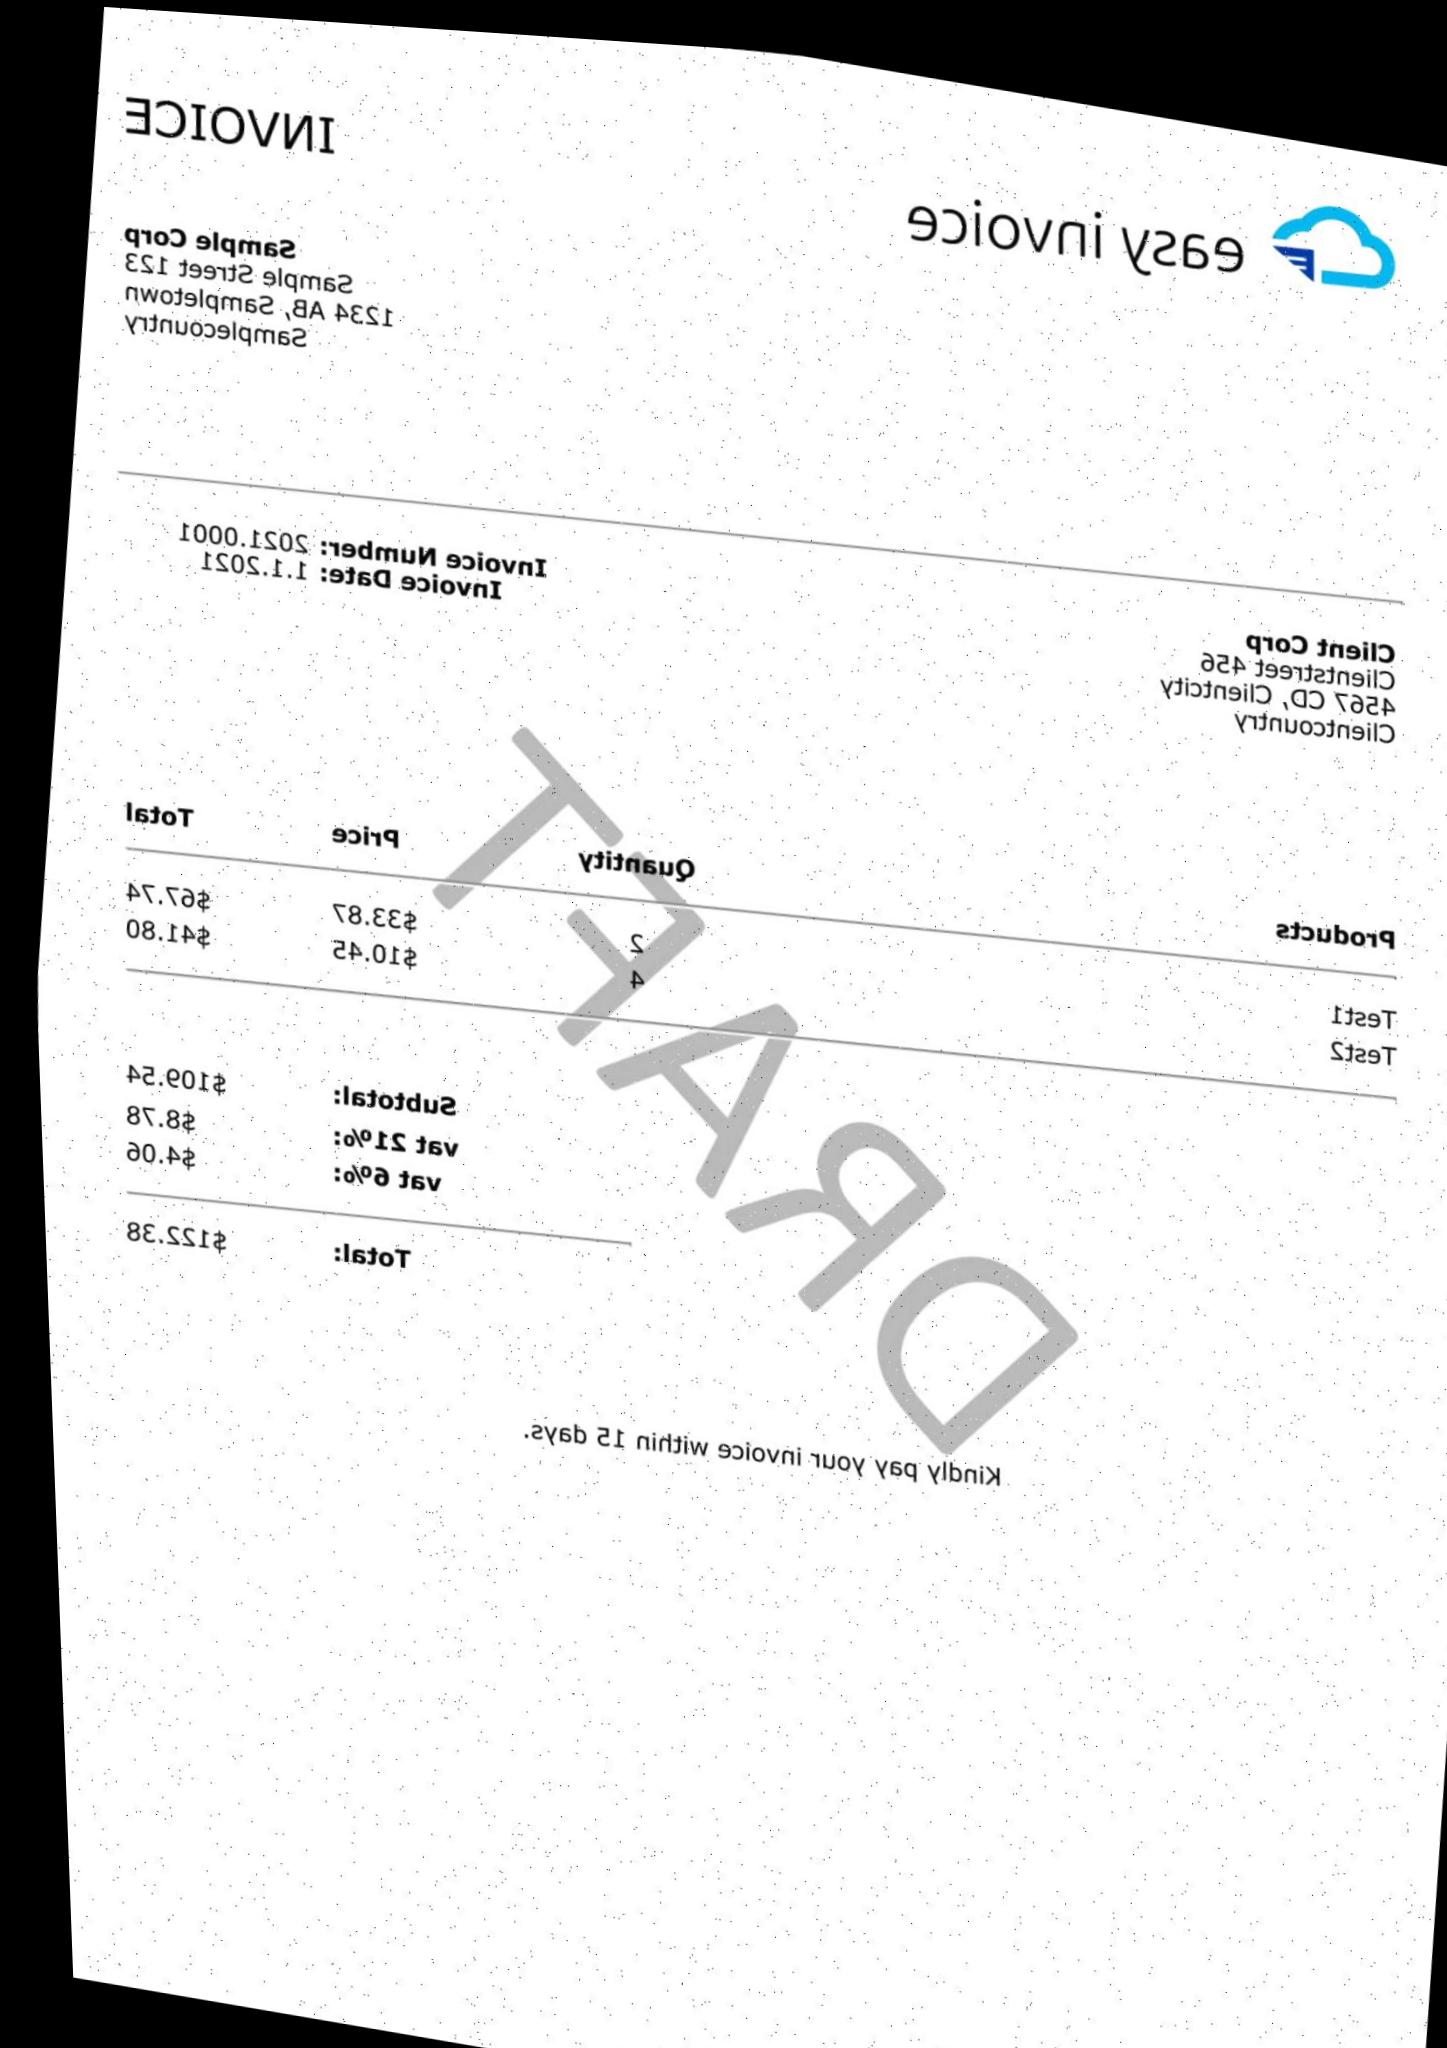 easy invoice
INVOICE
Sample Corp
Sample Street 123
1234 AB, Sampletown
Samplecountry
Invoice Number: 2021.0001
Invoice Date: 1.1.2021
Client Corp
Clientstreet 456
4567 CD, Clientcity
Clientcountry
Products Quantity Price Total
Test1 2 $33.87 $67.74
Test2 4 $10.45 $41.80
Subtotal: $109.54
vat 21%: $8.78
vat 6%: $4.06
Total: $122.38
DRAFT
Kindly pay your invoice within 15 days.